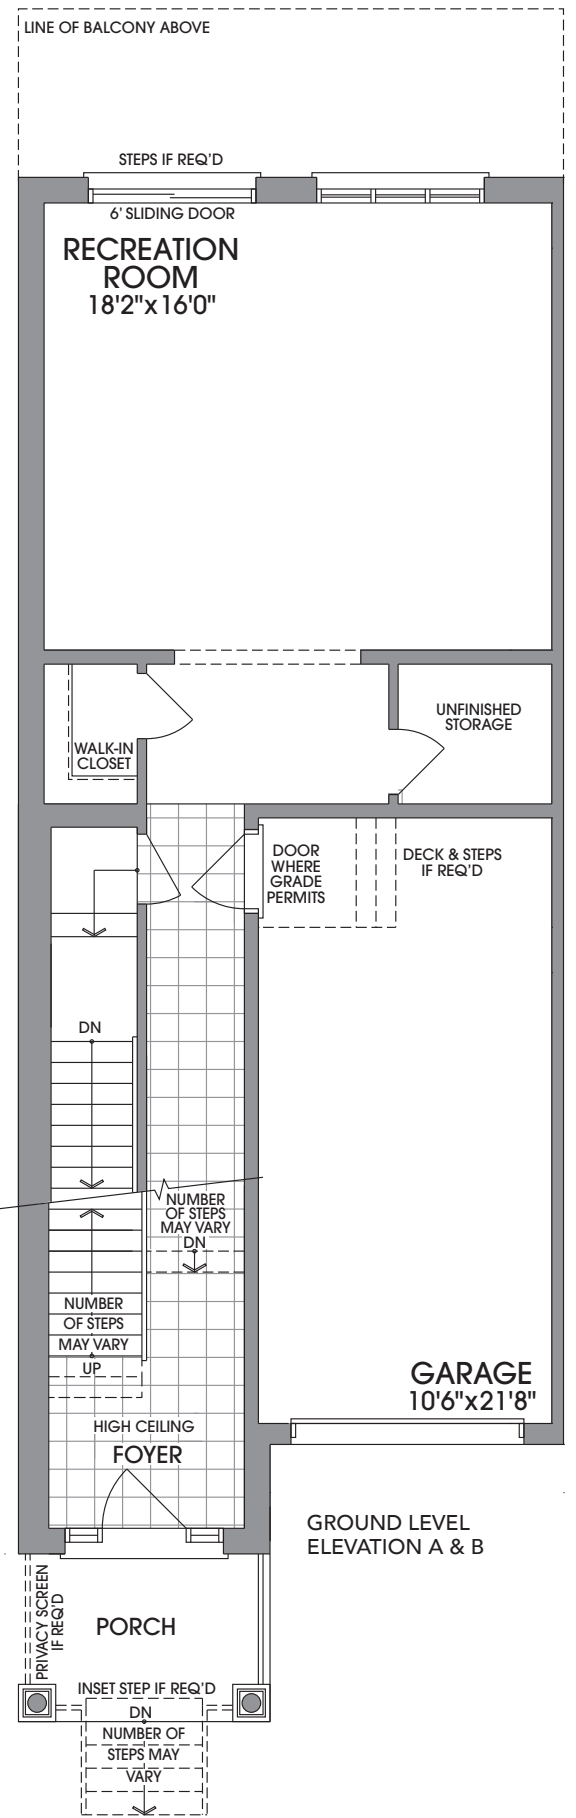 LINE OF BALCONY ABOVE
STEPS IF REQ'D
6' SLIDING DOOR
RECREATION
ROOM
18'2"x16'0"
UNFINISHED
STORAGE
WALK-IN
CLOSET
DOOR
WHERE
GRADE
PERMITS
DECK & STEPS
IF REQ'D
DN
NUMBER
OF STEPS
MAY VARY
DN
NUMBER
OF STEPS
MAY VARY
UP
GARAGE
10'6"x21'8"
HIGH CEILING
FOYER
GROUND LEVEL
ELEVATION A & B
PRIVACY SCREEN
IF REQ'D
PORCH
INSET STEP IF REQ'D
DN
NUMBER OF
STEPS MAY
VARY